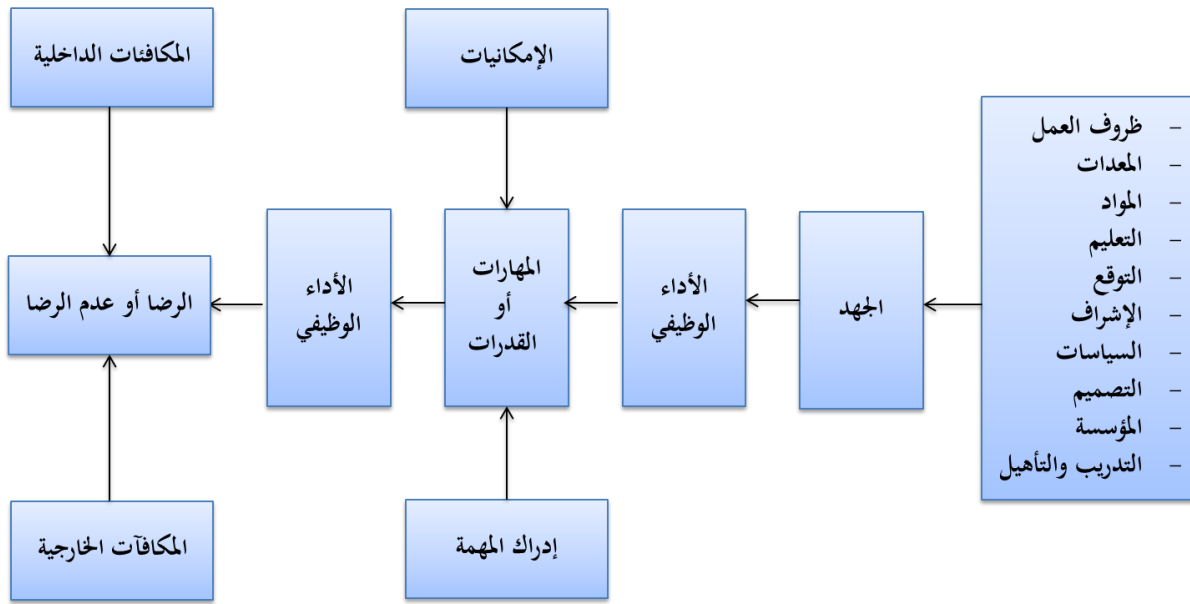 المكافئات الداخلية
الإمكانيات
– ظروف العمل
– المعدات
– المواد
– التعليم
– التوقع
– الإشراف
– السياسات
– التصميم
– المؤسسة
– التدريب والتأهيل
الجهد
الأداء
الوظيفي
المهارات
أو
القدرات
الأداء
الوظيفي
الرضا أو عدم الرضا
إدراك المهمة
المكافآت الخارجية